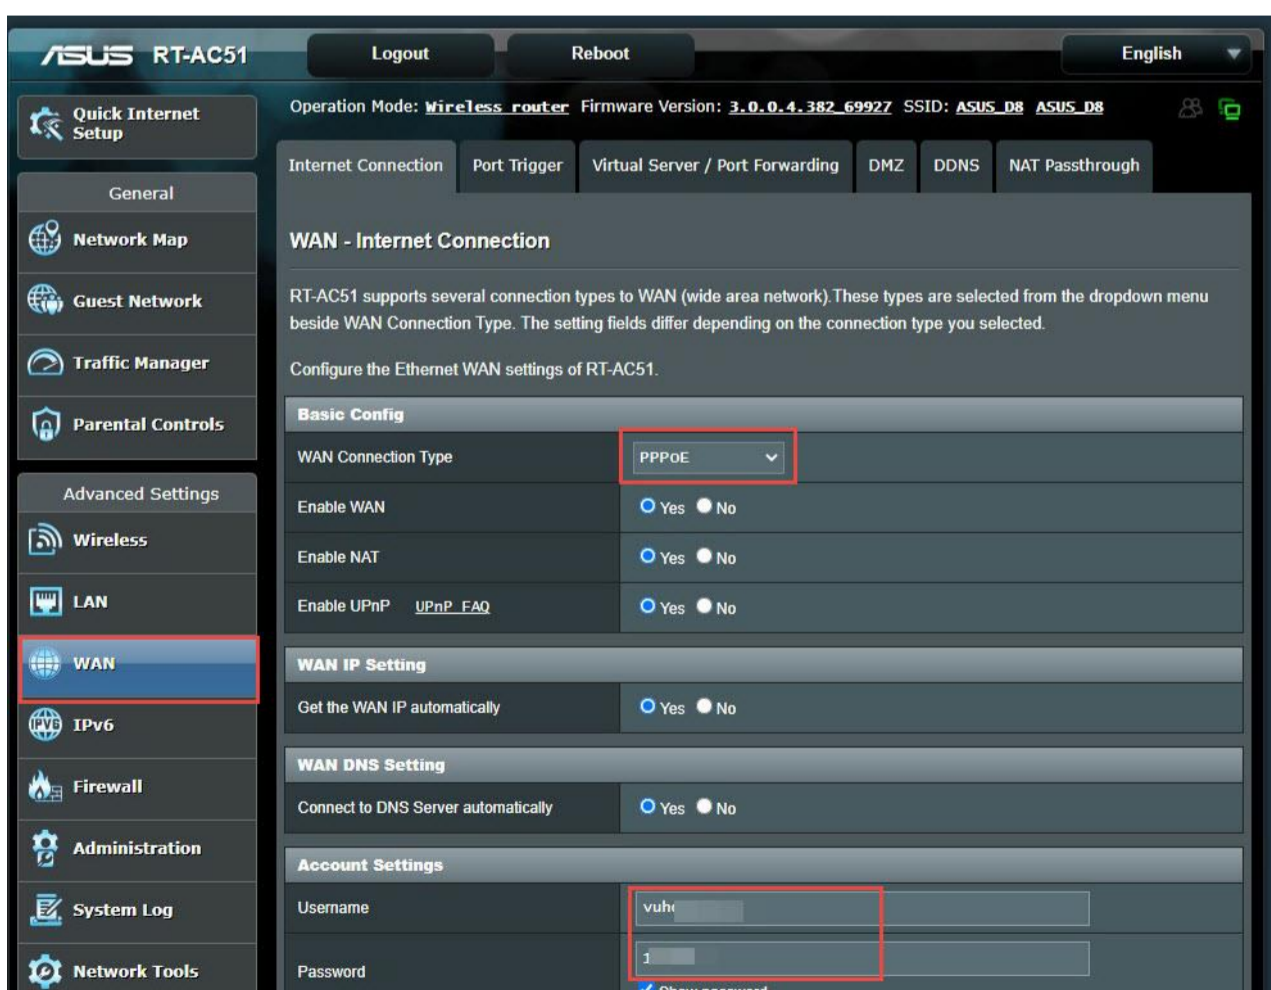 ASUS RT-AC51 Logout Reboot English
Quick Internet Setup
Operation Mode: Wireless router Firmware Version: 3.0.0.4.382_69927 SSID: ASUS_D8 ASUS_D8
Internet Connection Port Trigger Virtual Server / Port Forwarding DMZ DDNS NAT Passthrough
General
Network Map
Guest Network
Traffic Manager
Parental Controls
Advanced Settings
Wireless
LAN
WAN
IPv6
Firewall
Administration
System Log
Network Tools
WAN - Internet Connection
RT-AC51 supports several connection types to WAN (wide area network).These types are selected from the dropdown menu
beside WAN Connection Type. The setting fields differ depending on the connection type you selected.
Configure the Ethernet WAN settings of RT-AC51.
Basic Config
WAN Connection Type PPPoE
Enable WAN Yes No
Enable NAT Yes No
Enable UPnP UPnP FAQ Yes No
WAN IP Setting
Get the WAN IP automatically Yes No
WAN DNS Setting
Connect to DNS Server automatically Yes No
Account Settings
Username
Password
Show password